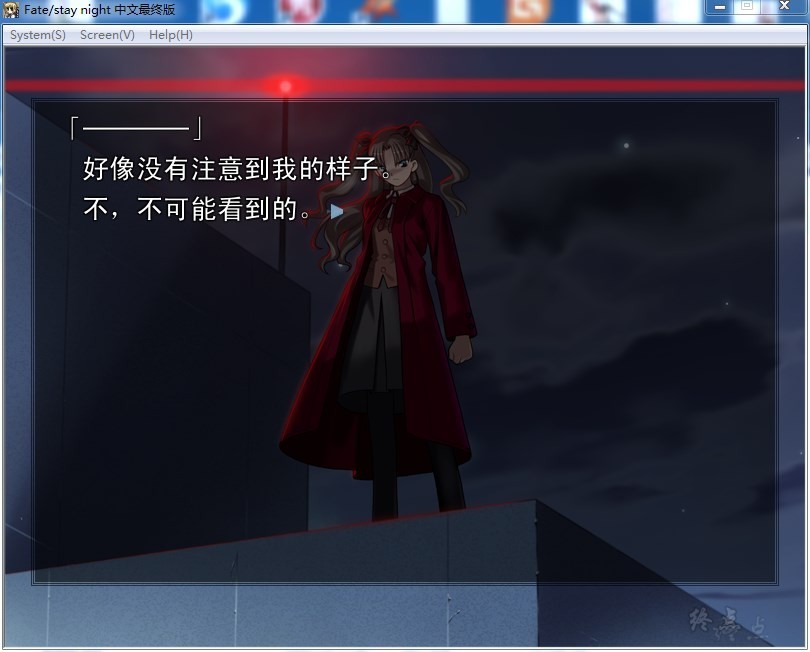 Fate/stay night 中文最终版
System(S) Screen(V) Help(H)
「————」
好像没有注意到我的样子。
不，不可能看到的。